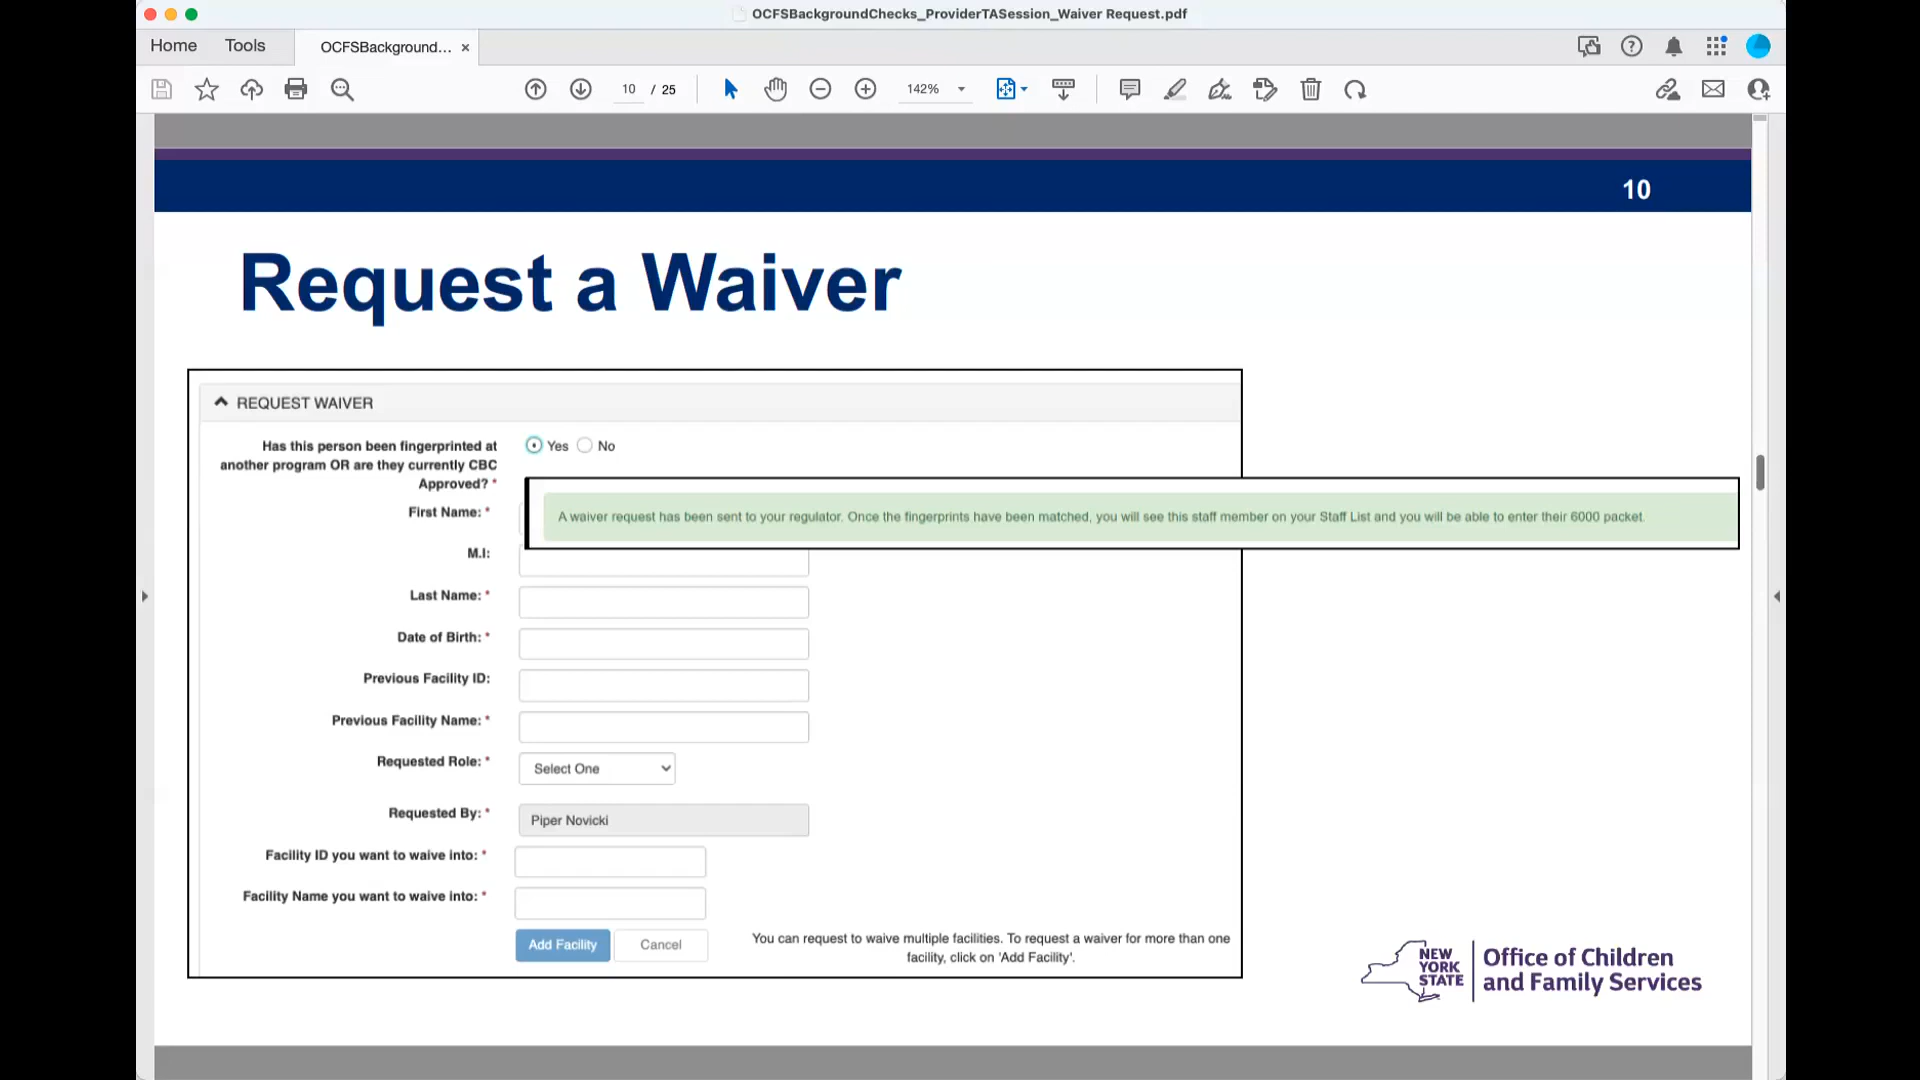 OCFSBackgroundChecks_ProviderTASession_Waiver Request.pdf
Home Tools OCFSBackground... ×
10 / 25 142%
10
Request a Waiver
REQUEST WAIVER
Has this person been fingerprinted at
another program OR are they currently CBC
Approved? *
Yes No
A waiver request has been sent to your regulator. Once the fingerprints have been matched, you will see this staff member on your Staff List and you will be able to enter their 6000 packet.
First Name: *
M.I:
Last Name: *
Date of Birth: *
Previous Facility ID:
Previous Facility Name: *
Requested Role: * Select One
Requested By: * Piper Novicki
Facility ID you want to waive into: *
Facility Name you want to waive into: *
Add Facility Cancel
You can request to waive multiple facilities. To request a waiver for more than one
facility, click on 'Add Facility'.
NEW
YORK
STATE
Office of Children
and Family Services